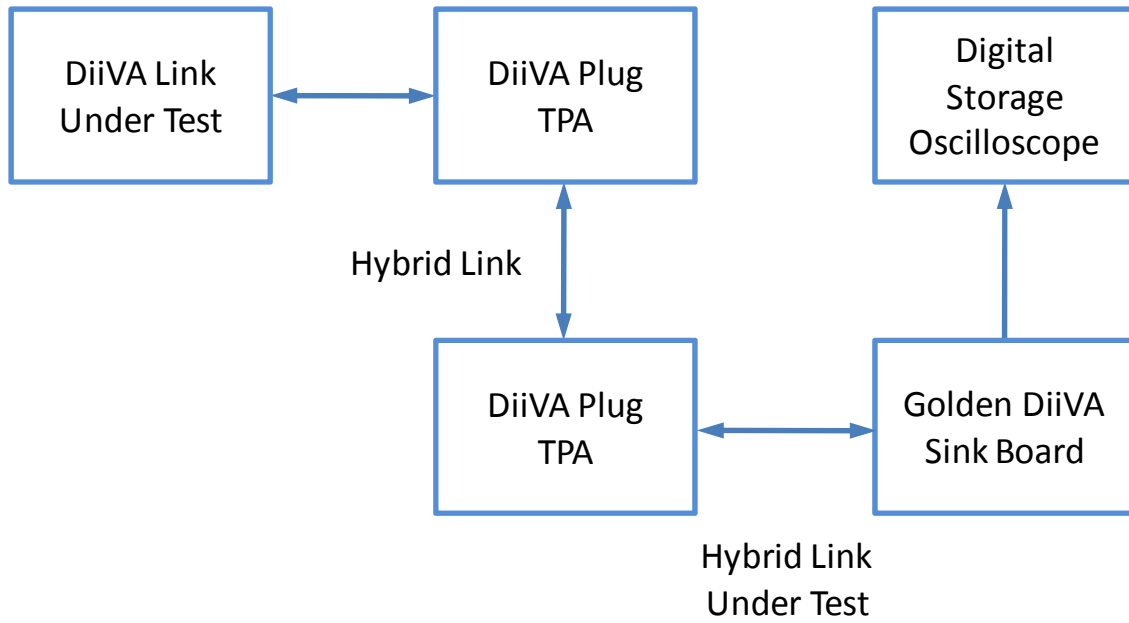 DiiVA Link
Under Test
DiiVA Plug
TPA
Digital
Storage
Oscilloscope
Hybrid Link
DiiVA Plug
TPA
Golden DiiVA
Sink Board
Hybrid Link
Under Test